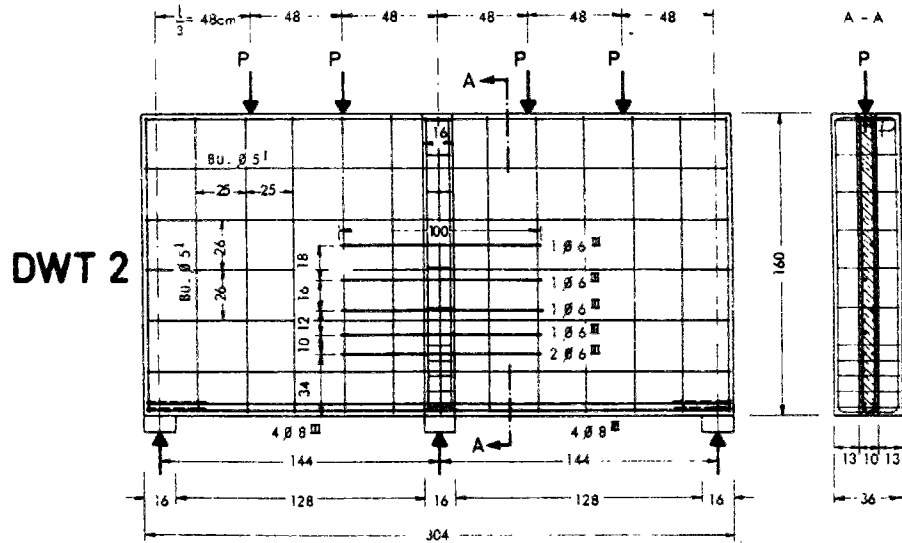 l/3 = 48cm 48 48 48 48 48
A - A
P P P P P
A
16
BU. Ø 5 I
25 25
100
1 Ø 6 III
26
18
DWT 2
BU. Ø 5 I
160
1 Ø 6 III
26
16
1 Ø 6 III
12
1 Ø 6 III
10
2 Ø 6 III
34
4 Ø 8 III
A
4 Ø 8 III
144 144
13 10 13
16 128 16 128 16
36
304